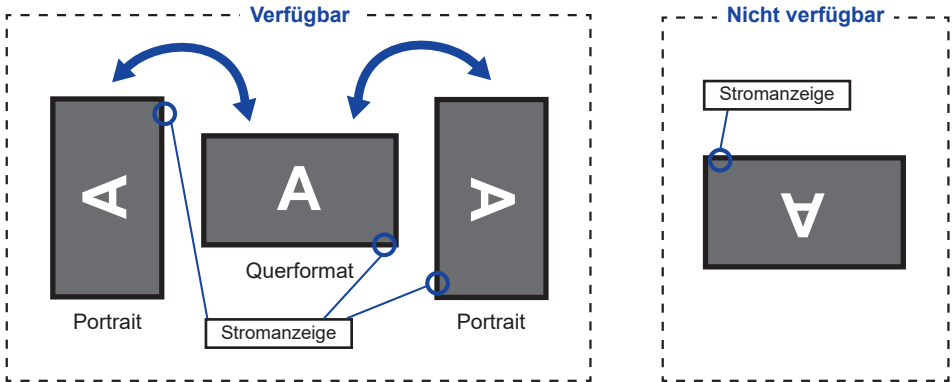 Verfügbar
A
A
A
Querformat
Portrait
Stromanzeige
Portrait
Nicht verfügbar
Stromanzeige
A